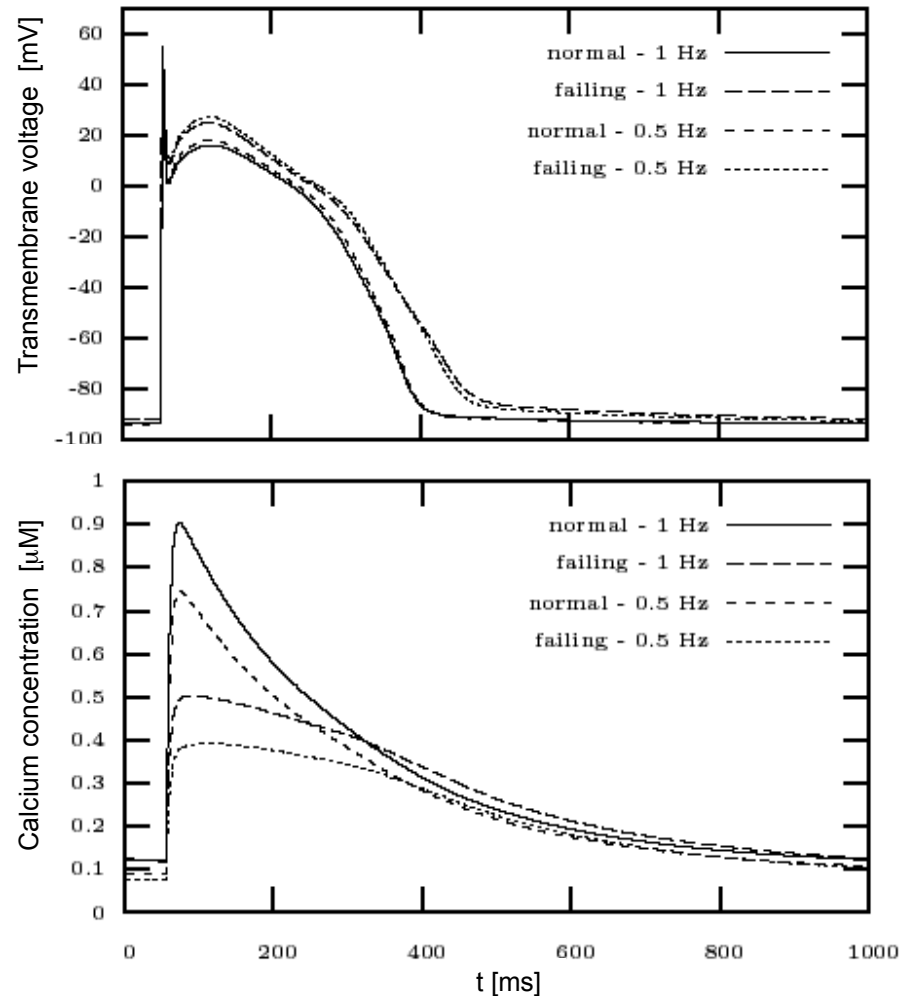 Transmembrane voltage [mV]
60
40
20
0
-20
-40
-60
-80
-100
normal - 1 Hz
failing - 1 Hz
normal - 0.5 Hz
failing - 0.5 Hz
Calcium concentration [μM]
1
0.9
0.8
0.7
0.6
0.5
0.4
0.3
0.2
0.1
0
normal - 1 Hz
failing - 1 Hz
normal - 0.5 Hz
failing - 0.5 Hz
0 200 400 600 800 1000
t [ms]